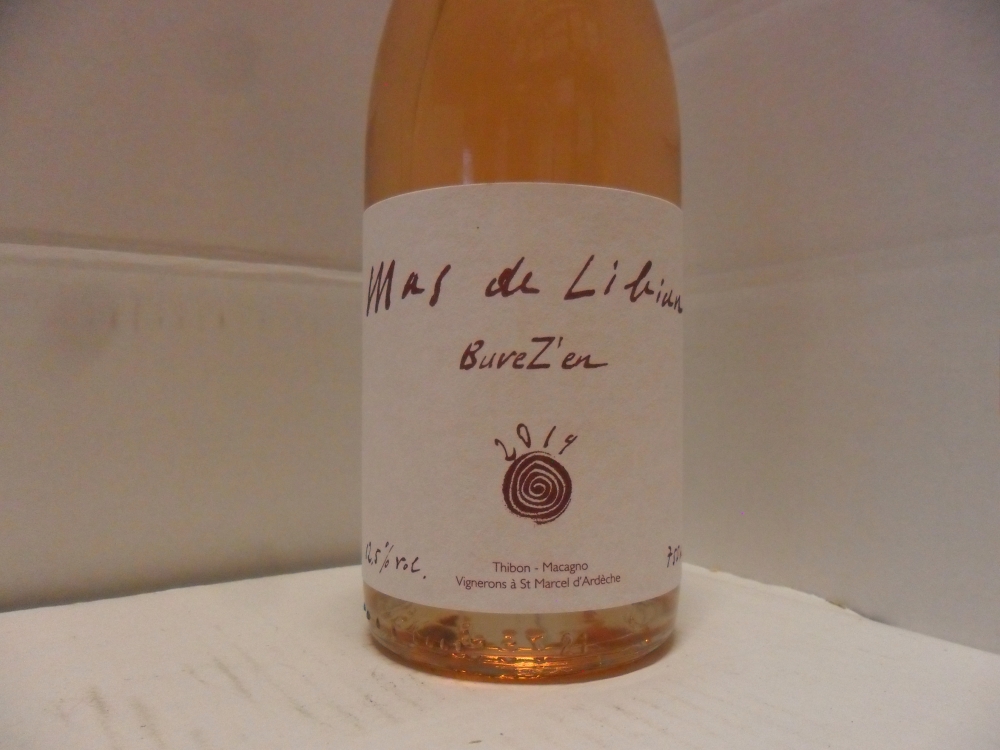 Mas de Libian
BuveZ'en
2019
12,5% vol.
Thibon - Macagno
Vignerons à St Marcel d'Ardèche